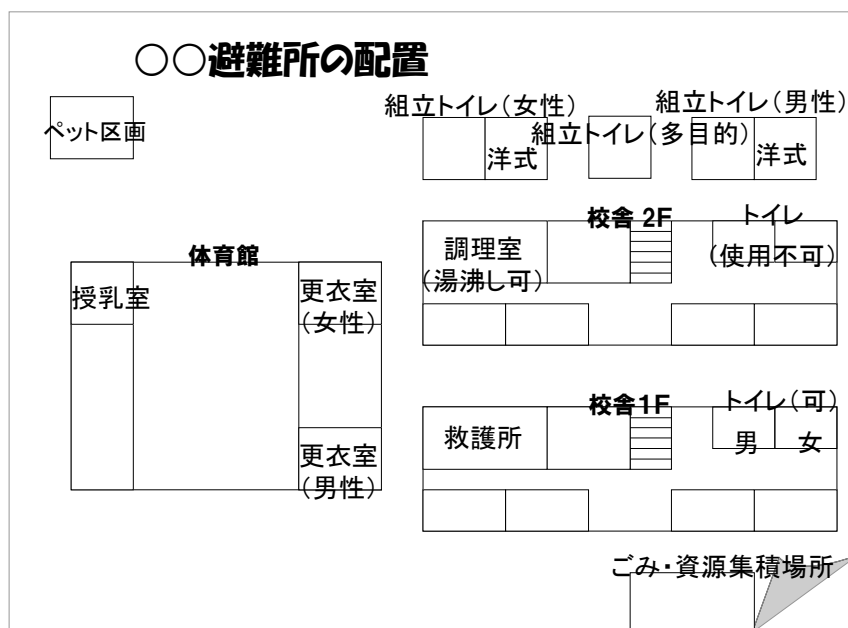 ○○避難所の配置
組立トイレ(女性)
組立トイレ(男性)
ペット区画
組立トイレ(多目的)
洋式
洋式
校舎 2F
トイレ
(使用不可)
調理室
(湯沸し可)
体育館
授乳室
更衣室
(女性)
校舎1F
トイレ(可)
救護所
男
女
更衣室
(男性)
ごみ・資源集積場所